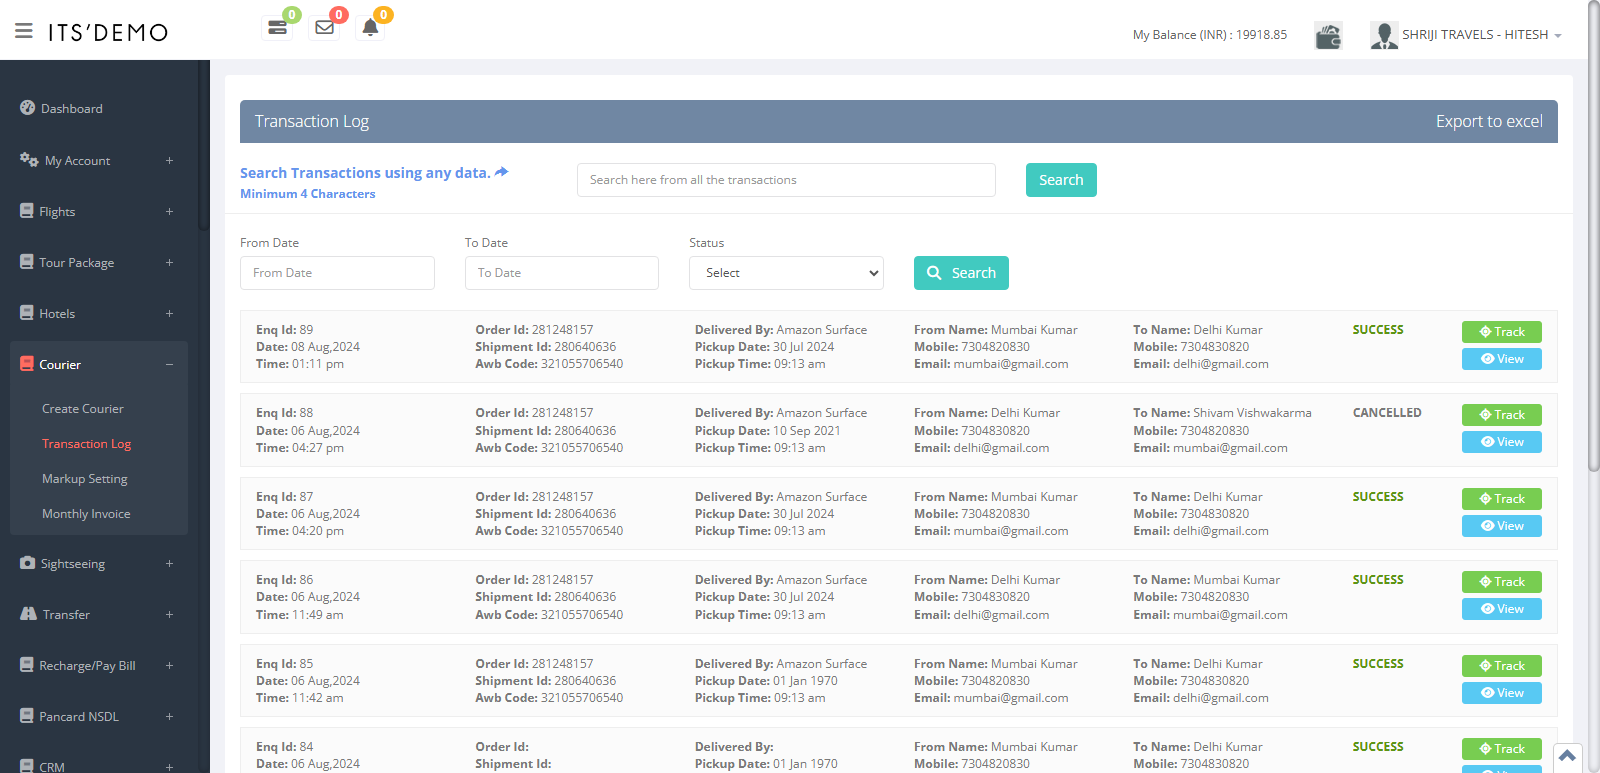 ITS'DEMO
0
0
0
My Balance (INR) : 19918.85
SHRIJI TRAVELS - HITESH
Dashboard
My Account +
Flights +
Tour Package +
Hotels +
Courier −
Create Courier
Transaction Log
Markup Setting
Monthly Invoice
Sightseeing +
Transfer +
Recharge/Pay Bill +
Pancard NSDL +
CRM +
Transaction Log
Export to excel
Search Transactions using any data.
Minimum 4 Characters
Search here from all the transactions
Search
From Date
To Date
Status
From Date
To Date
Select
Search
Enq Id: 89
Date: 08 Aug,2024
Time: 01:11 pm
Order Id: 281248157
Shipment Id: 280640636
Awb Code: 321055706540
Delivered By: Amazon Surface
Pickup Date: 30 Jul 2024
Pickup Time: 09:13 am
From Name: Mumbai Kumar
Mobile: 7304820830
Email: mumbai@gmail.com
To Name: Delhi Kumar
Mobile: 7304830820
Email: delhi@gmail.com
SUCCESS
Track
View
Enq Id: 88
Date: 06 Aug,2024
Time: 04:27 pm
Order Id: 281248157
Shipment Id: 280640636
Awb Code: 321055706540
Delivered By: Amazon Surface
Pickup Date: 10 Sep 2021
Pickup Time: 09:13 am
From Name: Delhi Kumar
Mobile: 7304830820
Email: delhi@gmail.com
To Name: Shivam Vishwakarma
Mobile: 7304820830
Email: mumbai@gmail.com
CANCELLED
Track
View
Enq Id: 87
Date: 06 Aug,2024
Time: 04:20 pm
Order Id: 281248157
Shipment Id: 280640636
Awb Code: 321055706540
Delivered By: Amazon Surface
Pickup Date: 30 Jul 2024
Pickup Time: 09:13 am
From Name: Mumbai Kumar
Mobile: 7304820830
Email: mumbai@gmail.com
To Name: Delhi Kumar
Mobile: 7304830820
Email: delhi@gmail.com
SUCCESS
Track
View
Enq Id: 86
Date: 06 Aug,2024
Time: 11:49 am
Order Id: 281248157
Shipment Id: 280640636
Awb Code: 321055706540
Delivered By: Amazon Surface
Pickup Date: 30 Jul 2024
Pickup Time: 09:13 am
From Name: Delhi Kumar
Mobile: 7304830820
Email: delhi@gmail.com
To Name: Mumbai Kumar
Mobile: 7304820830
Email: mumbai@gmail.com
SUCCESS
Track
View
Enq Id: 85
Date: 06 Aug,2024
Time: 11:42 am
Order Id: 281248157
Shipment Id: 280640636
Awb Code: 321055706540
Delivered By: Amazon Surface
Pickup Date: 01 Jan 1970
Pickup Time: 09:13 am
From Name: Mumbai Kumar
Mobile: 7304820830
Email: mumbai@gmail.com
To Name: Delhi Kumar
Mobile: 7304830820
Email: delhi@gmail.com
SUCCESS
Track
View
Enq Id: 84
Date: 06 Aug,2024
Order Id:
Shipment Id:
Delivered By:
Pickup Date: 01 Jan 1970
From Name: Mumbai Kumar
Mobile: 7304820830
To Name: Delhi Kumar
Mobile: 7304830820
SUCCESS
Track